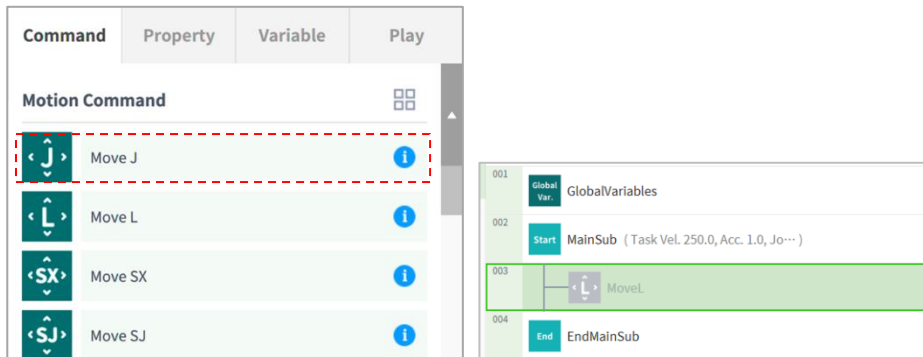 Command Property Variable Play
Motion Command
J Move J i
L Move L i
SX Move SX i
SJ Move SJ i
001 Global Var. GlobalVariables
002 Start MainSub ( Task Vel. 250.0, Acc. 1.0, Jo··· )
003 L MoveL
004 End EndMainSub